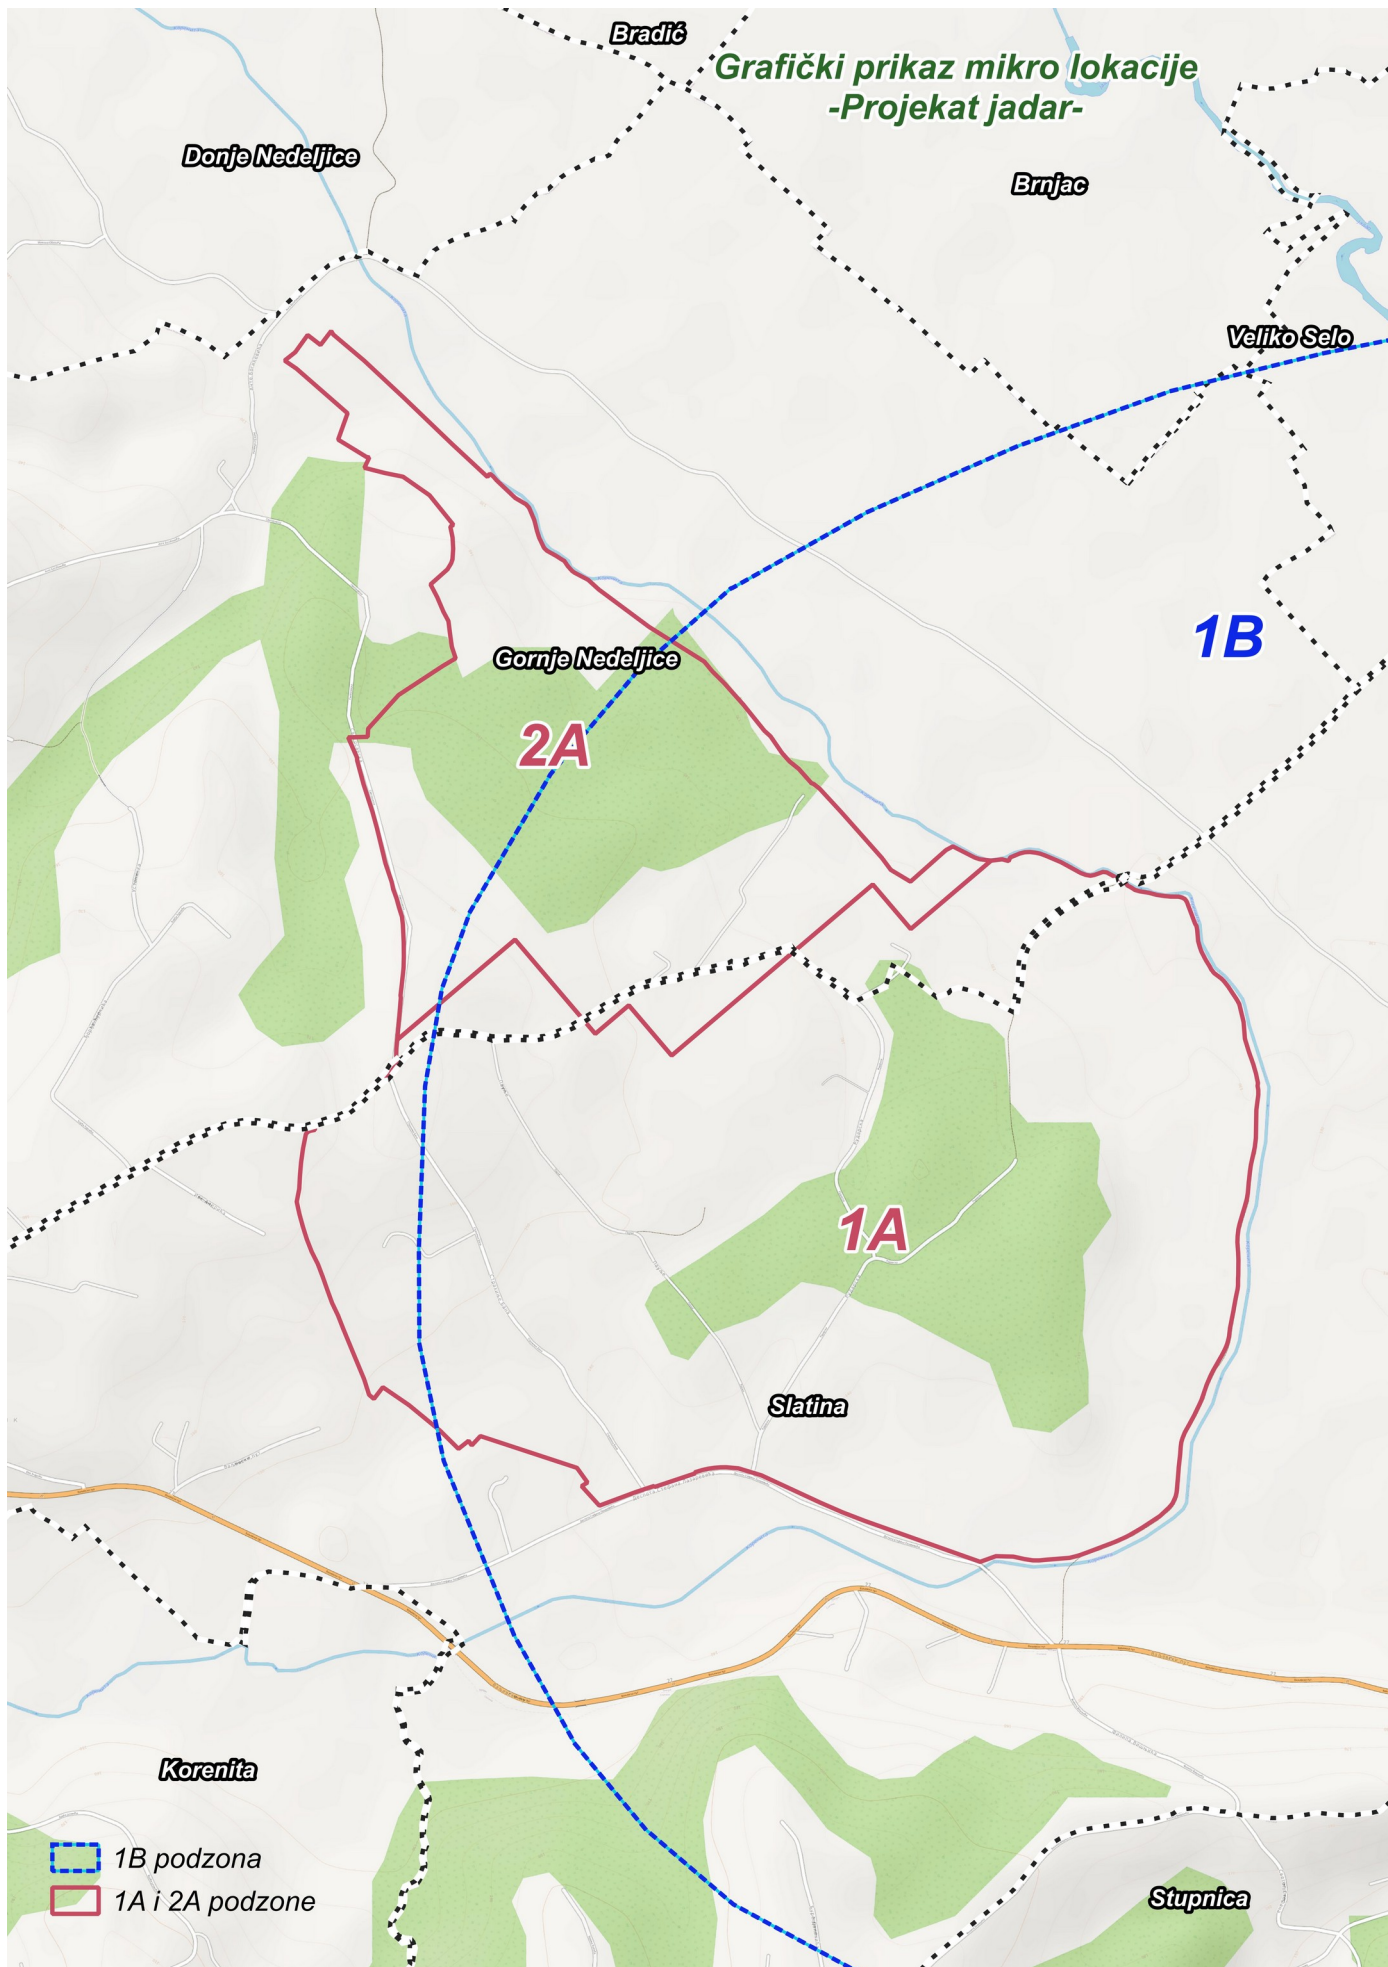 Bradić
Grafički prikaz mikro lokacije
-Projekat jadar-
Donje Nedeljice
Brnjac
Veliko Selo
1B
Gornje Nedeljice
2A
1A
Slatina
Korenita
1B podzona
1A i 2A podzone
Stupnica